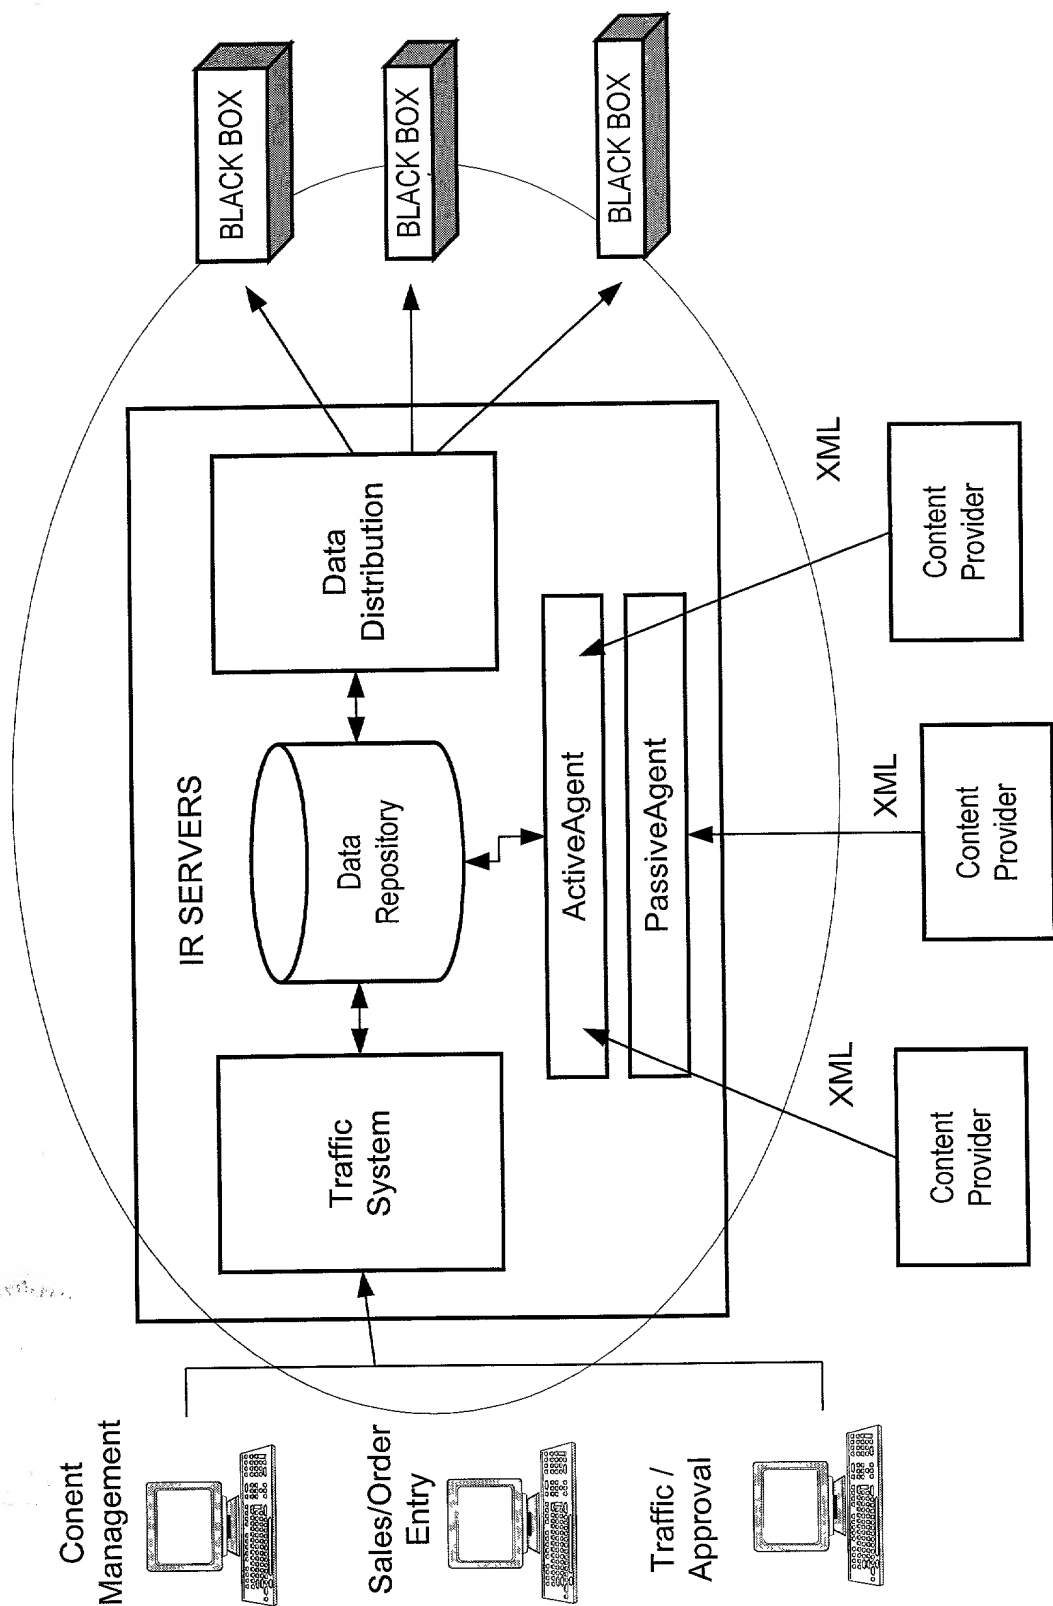 Conent
Management
Sales/Order
Entry
Traffic /
Approval
IR SERVERS
Traffic
System
Data
Repository
Data
Distribution
ActiveAgent
PassiveAgent
BLACK BOX
BLACK BOX
BLACK BOX
XML
XML
XML
Content
Provider
Content
Provider
Content
Provider